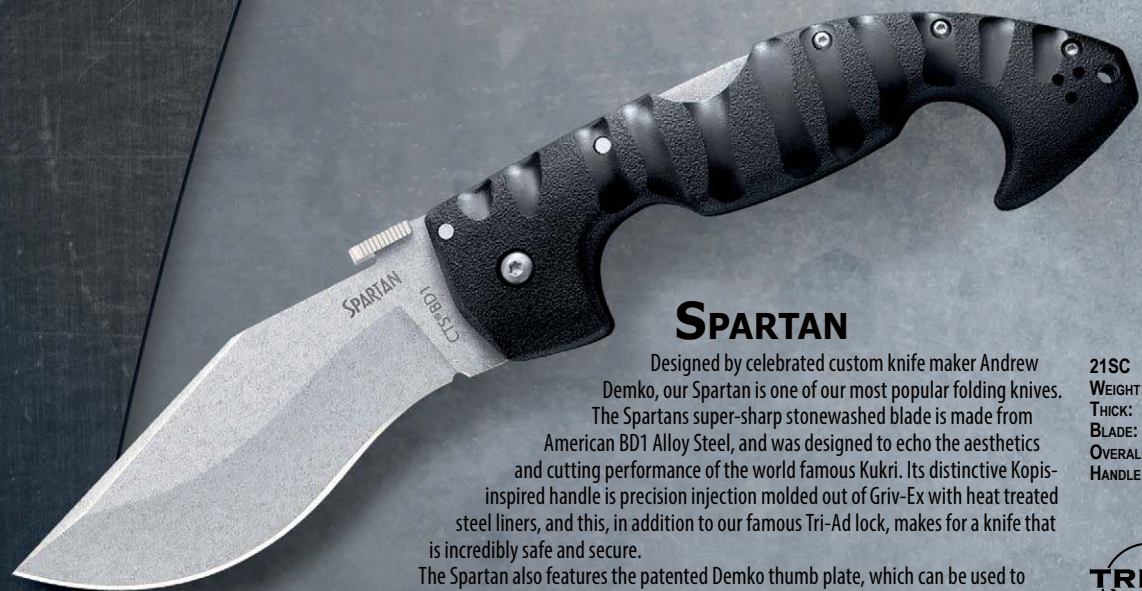 SPARTAN
CTS®BD1
SPARTAN
Designed by celebrated custom knife maker Andrew
Demko, our Spartan is one of our most popular folding knives.
The Spartans super-sharp stonewashed blade is made from
American BD1 Alloy Steel, and was designed to echo the aesthetics
and cutting performance of the world famous Kukri. Its distinctive Kopis-
inspired handle is precision injection molded out of Griv-Ex with heat treated
steel liners, and this, in addition to our famous Tri-Ad lock, makes for a knife that
is incredibly safe and secure.
The Spartan also features the patented Demko thumb plate, which can be used to
21SC
WEIGHT
THICK:
BLADE:
OVERAL
HANDLE